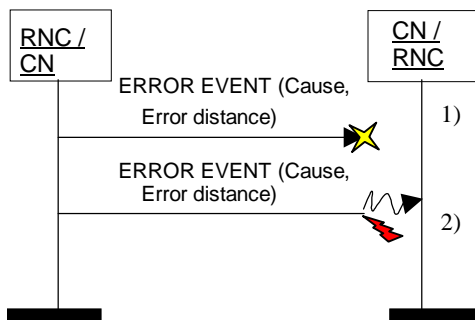 RNC /
CN
CN /
RNC
ERROR EVENT (Cause,
Error distance)
1)
ERROR EVENT (Cause,
Error distance)
2)